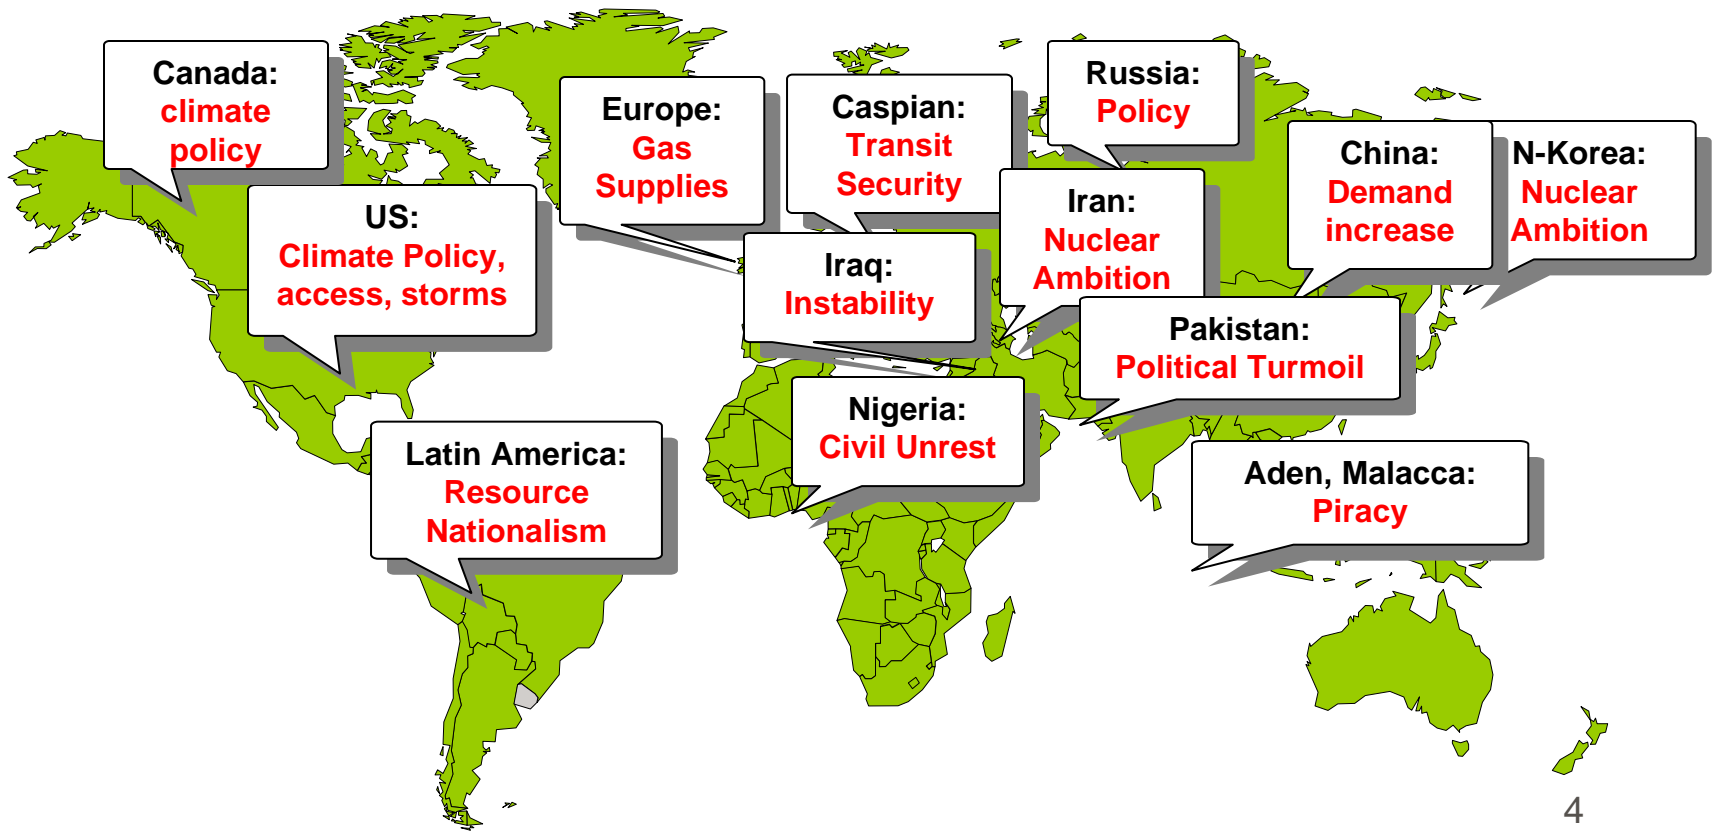 Canada:
climate
policy
US:
Climate Policy,
access, storms
Latin America:
Resource
Nationalism
Europe:
Gas
Supplies
Caspian:
Transit
Security
Russia:
Policy
Iraq:
Instability
Iran:
Nuclear
Ambition
China:
Demand
increase
N-Korea:
Nuclear
Ambition
Pakistan:
Political Turmoil
Nigeria:
Civil Unrest
Aden, Malacca:
Piracy
4